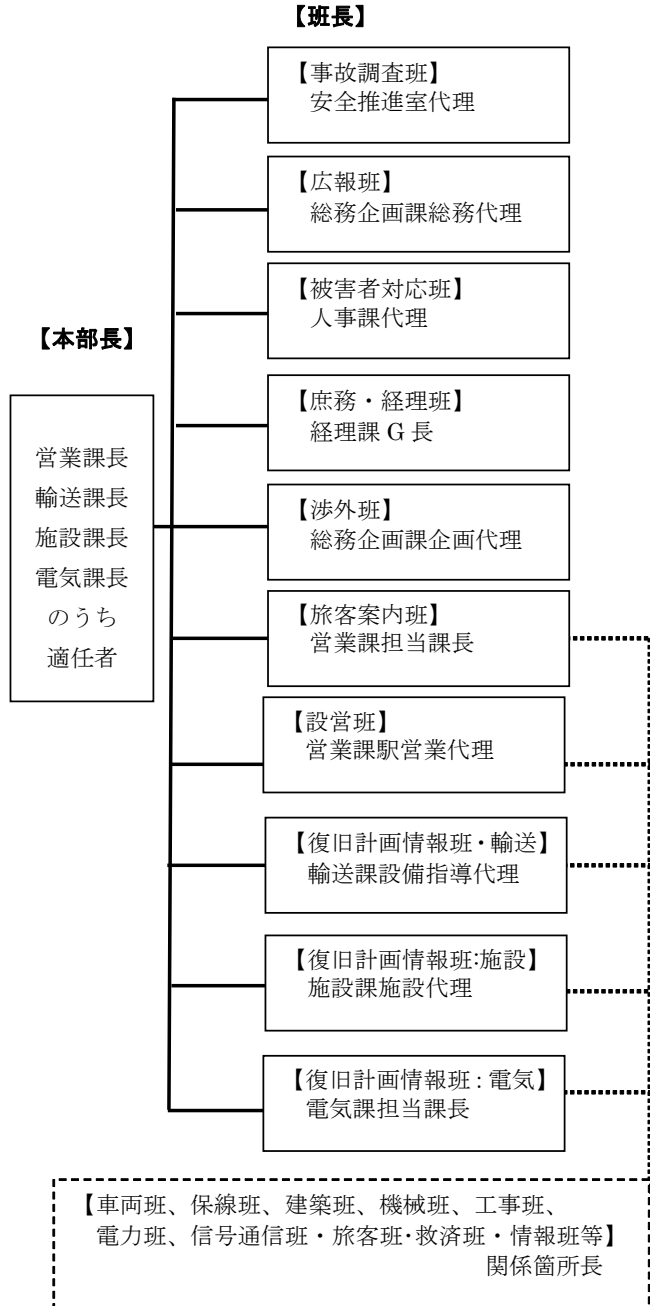 【班長】
【事故調査班】
安全推進室代理
【広報班】
総務企画課総務代理
【被害者対応班】
人事課代理
【本部長】
営業課長
輸送課長
施設課長
電気課長
のうち
適任者
【庶務・経理班】
経理課 G 長
【渉外班】
総務企画課企画代理
【旅客案内班】
営業課担当課長
【設営班】
営業課駅営業代理
【復旧計画情報班・輸送】
輸送課設備指導代理
【復旧計画情報班:施設】
施設課施設代理
【復旧計画情報班：電気】
電気課担当課長
【車両班、保線班、建築班、機械班、工事班、
電力班、信号通信班・旅客班・救済班・情報班等】
関係箇所長